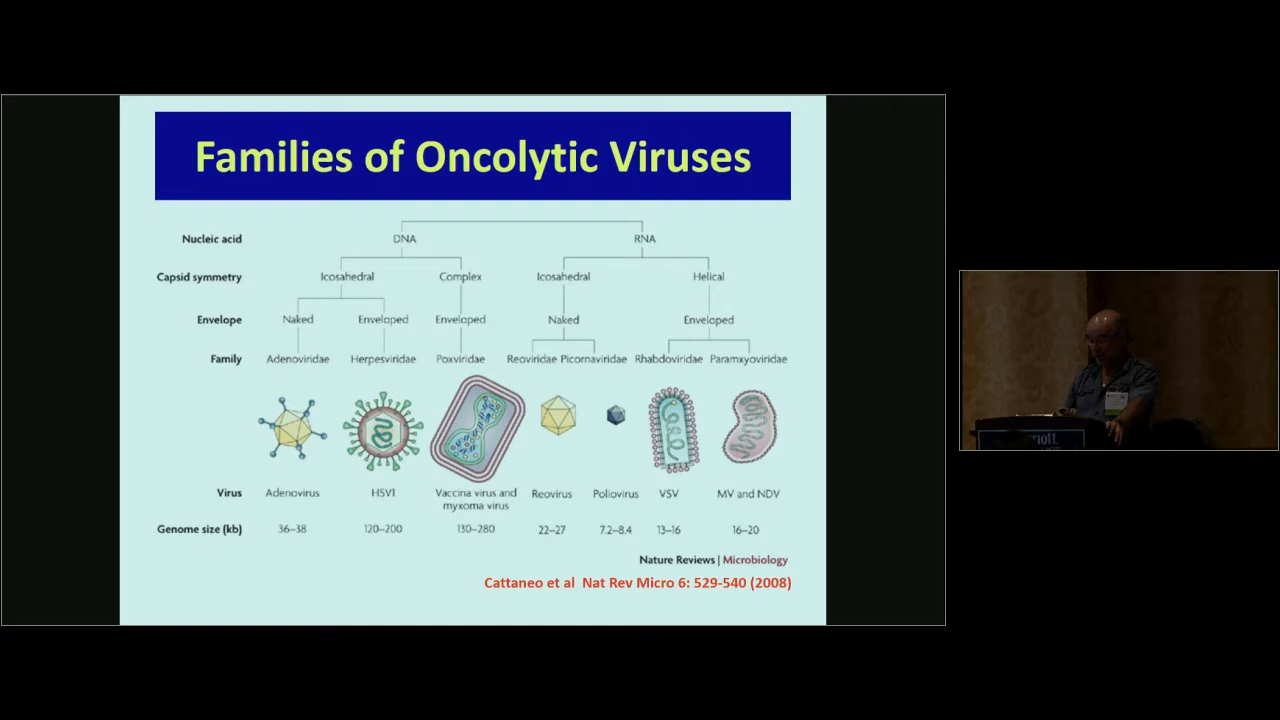 Families of Oncolytic Viruses
Nucleic acid DNA RNA
Capsid symmetry Icosahedral Complex Icosahedral Helical
Envelope Naked Enveloped Enveloped Naked Enveloped
Family Adenoviridae Herpesviridae Poxviridae Reoviridae Picornaviridae Rhabdoviridae Paramxyoviridae
Virus Adenovirus HSV1 Vaccina virus and myxoma virus Reovirus Poliovirus VSV MV and NDV
Genome size (kb) 36–38 120–200 130–280 22–27 7.2–8.4 13–16 16–20
Nature Reviews | Microbiology
Cattaneo et al Nat Rev Micro 6: 529-540 (2008)